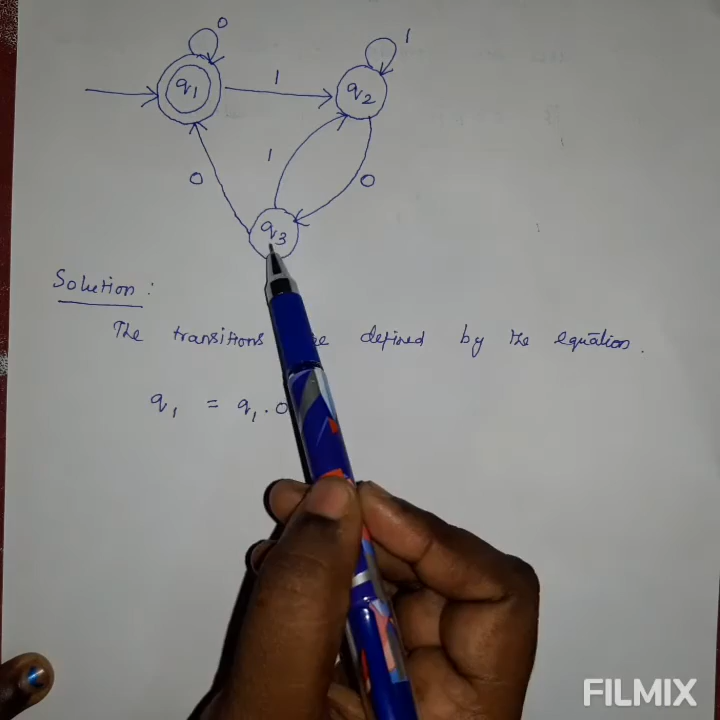 0
1
q1
1
q2
1
0
0
q3
Solution :
The transitions defined by the equation.
q1 = q1 . 0
FILMIX